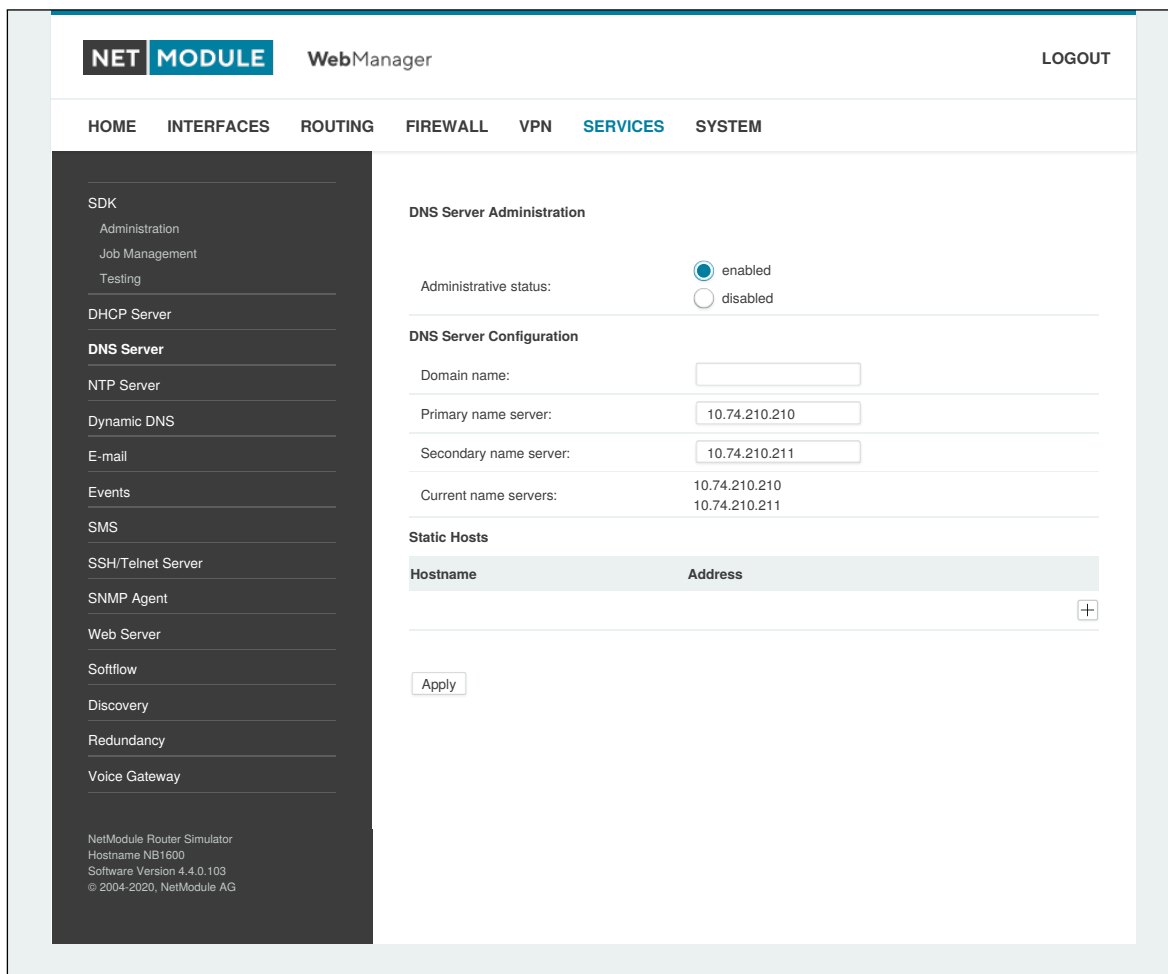 NET MODULE WebManager LOGOUT
HOME INTERFACES ROUTING FIREWALL VPN SERVICES SYSTEM
SDK
Administration
Job Management
Testing
DHCP Server
DNS Server
NTP Server
Dynamic DNS
E-mail
Events
SMS
SSH/Telnet Server
SNMP Agent
Web Server
Softflow
Discovery
Redundancy
Voice Gateway
NetModule Router Simulator
Hostname NB1600
Software Version 4.4.0.103
© 2004-2020, NetModule AG
DNS Server Administration
Administrative status:
enabled
disabled
DNS Server Configuration
Domain name:
Primary name server: 10.74.210.210
Secondary name server: 10.74.210.211
Current name servers:
10.74.210.210
10.74.210.211
Static Hosts
Hostname Address
Apply